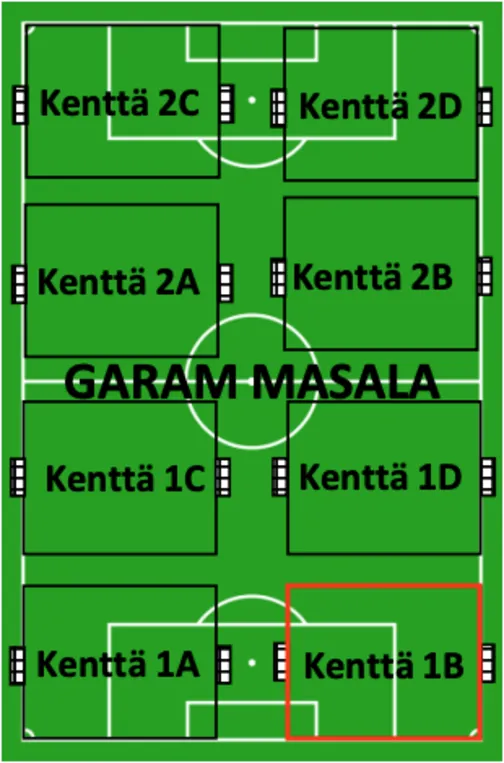 Kenttä 2C
Kenttä 2D
Kenttä 2A
Kenttä 2B
GARAM MASALA
Kenttä 1C
Kenttä 1D
Kenttä 1A
Kenttä 1B